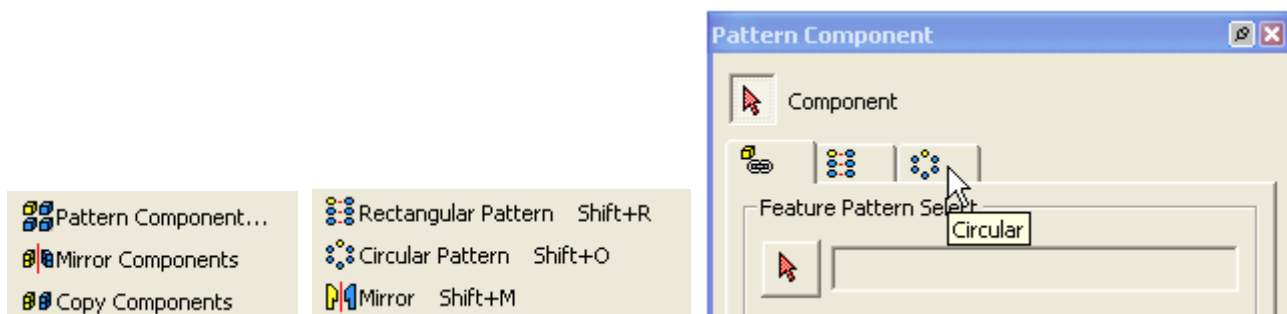 Pattern Component...
Mirror Components
Copy Components
Rectangular Pattern Shift+R
Circular Pattern Shift+O
Mirror Shift+M
Pattern Component
Component
Feature Pattern Select
Circular